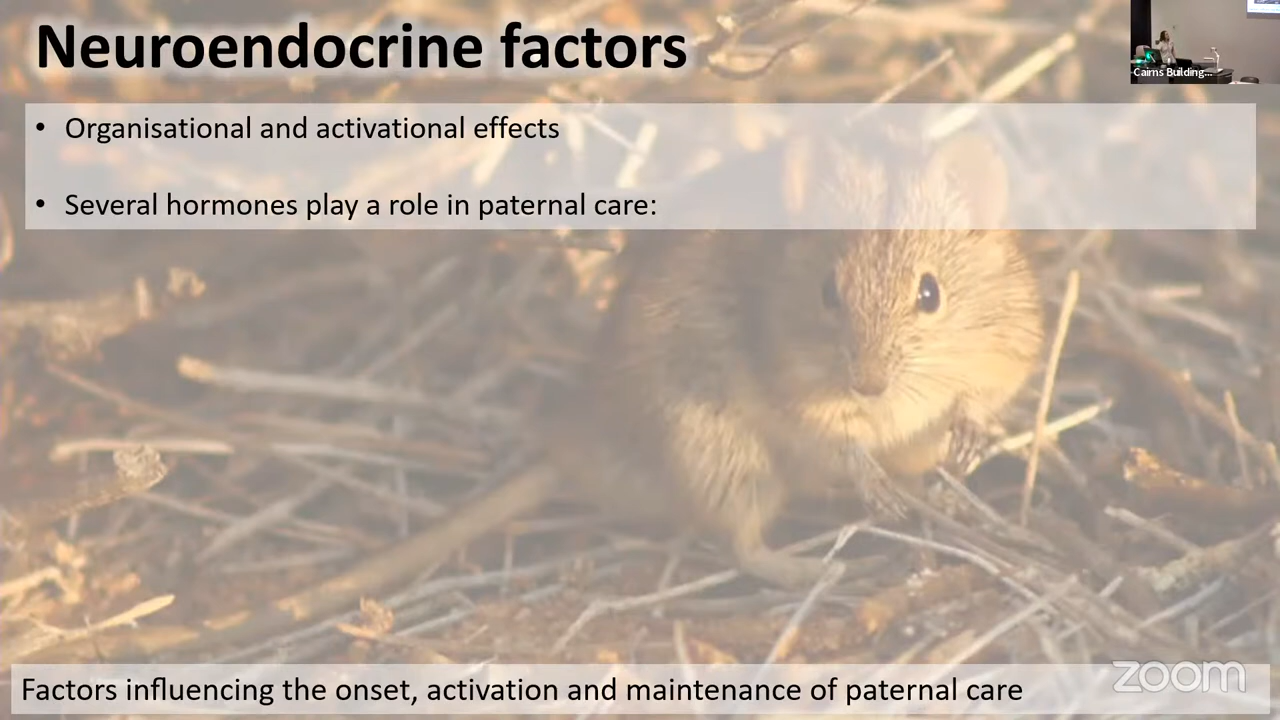 Neuroendocrine factors
Cairns Building...
• Organisational and activational effects
• Several hormones play a role in paternal care:
Factors influencing the onset, activation and maintenance of paternal care
zoom